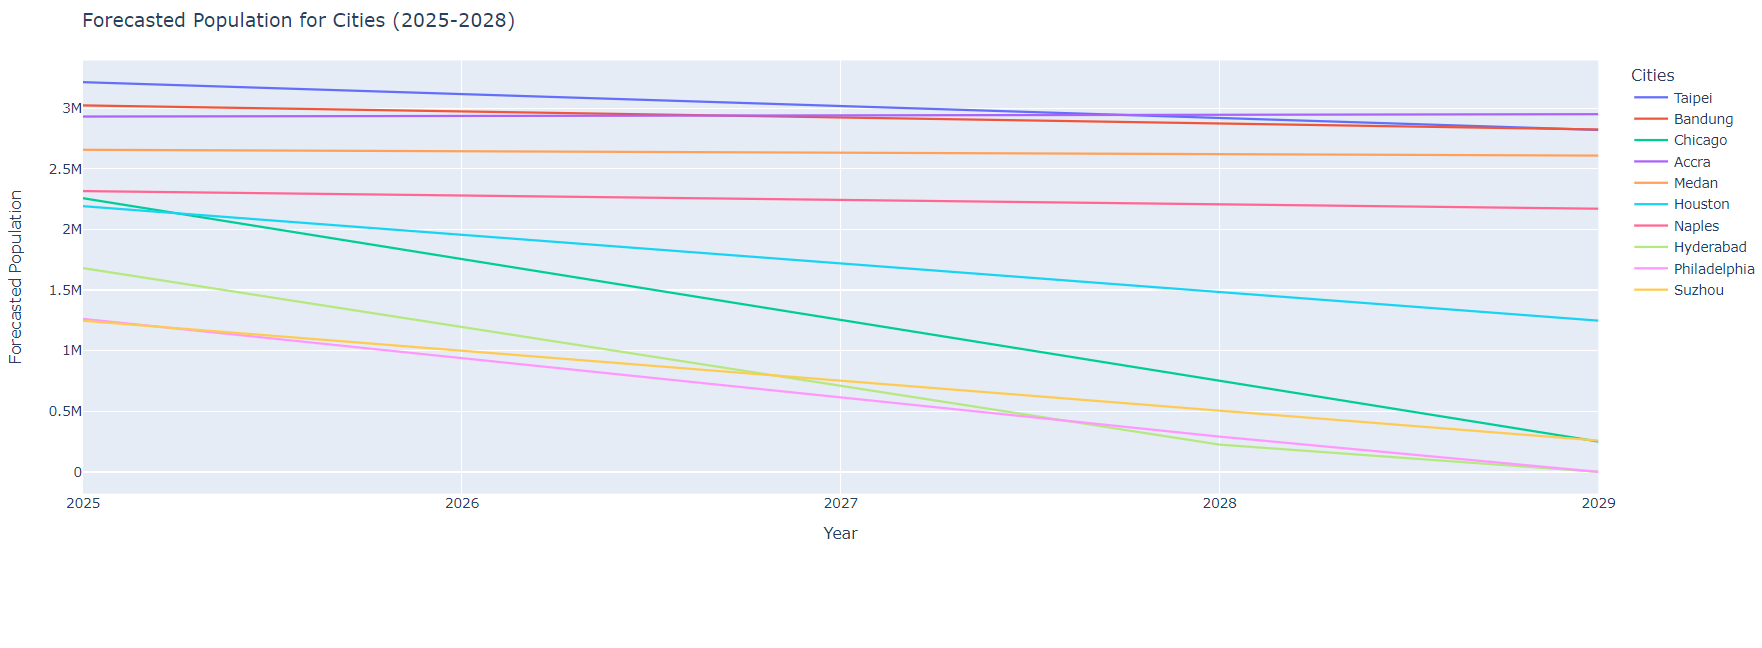 Forecasted Population for Cities (2025-2028)
Forecasted Population
3M
2.5M
2M
1.5M
1M
0.5M
0
2025
2026
2027
2028
2029
Year
Cities
Taipei
Bandung
Chicago
Accra
Medan
Houston
Naples
Hyderabad
Philadelphia
Suzhou